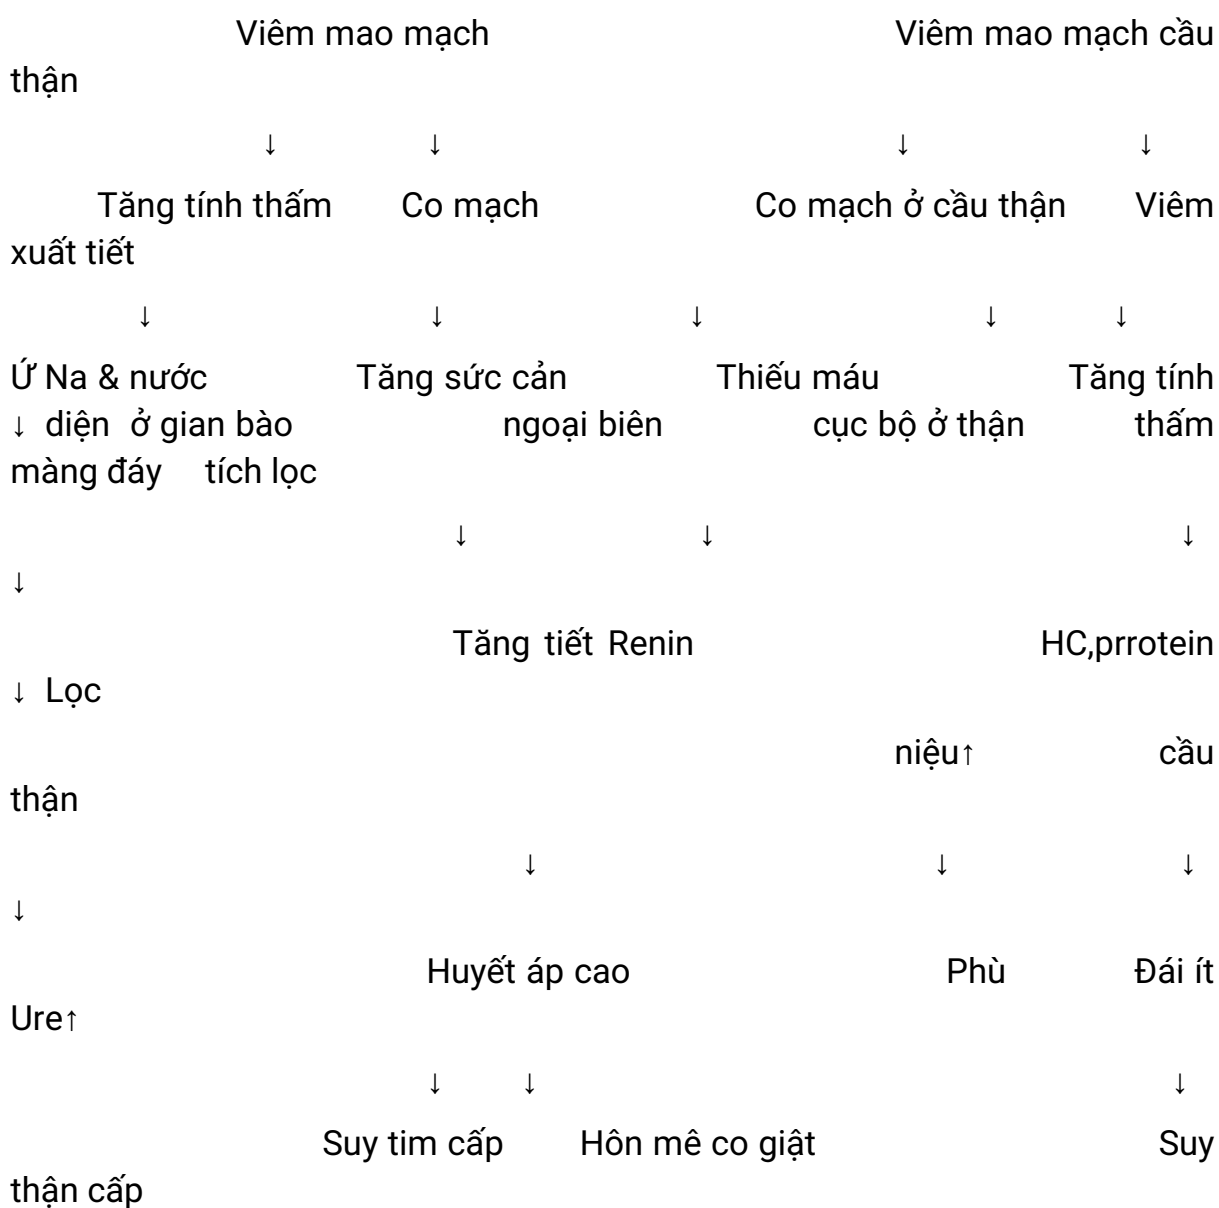 Viêm mao mạch Viêm mao mạch cầu
thận
↓ ↓ ↓ ↓
Tăng tính thấm Co mạch Co mạch ở cầu thận Viêm
xuất tiết
↓ ↓ ↓ ↓ ↓
Ứ Na & nước Tăng sức cản Thiếu máu Tăng tính
↓ diện ở gian bào ngoại biên cục bộ ở thận thấm
màng đáy tích lọc
↓ ↓ ↓
↓
Tăng tiết Renin HC,prrotein
↓ Lọc
niệu↑ cầu
thận
↓ ↓ ↓
↓
Huyết áp cao Phù Đái ít
Ure↑
↓ ↓ ↓
Suy tim cấp Hôn mê co giật Suy
thận cấp